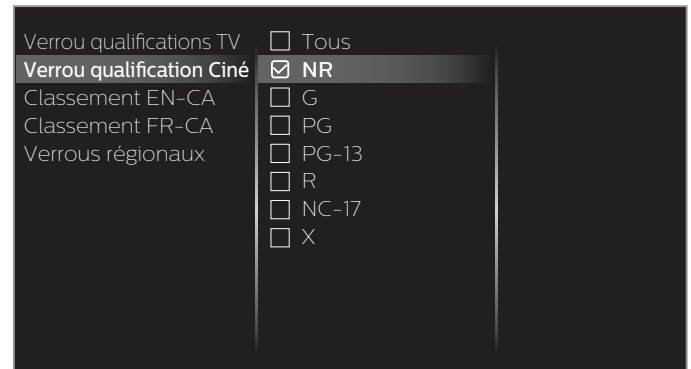 Verrou qualifications TV
Verrou qualification Ciné
Classement EN-CA
Classement FR-CA
Verrous régionaux
Tous
NR
G
PG
PG-13
R
NC-17
X